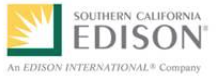 SOUTHERN CALIFORNIA
EDISON®
An EDISON INTERNATIONAL® Company